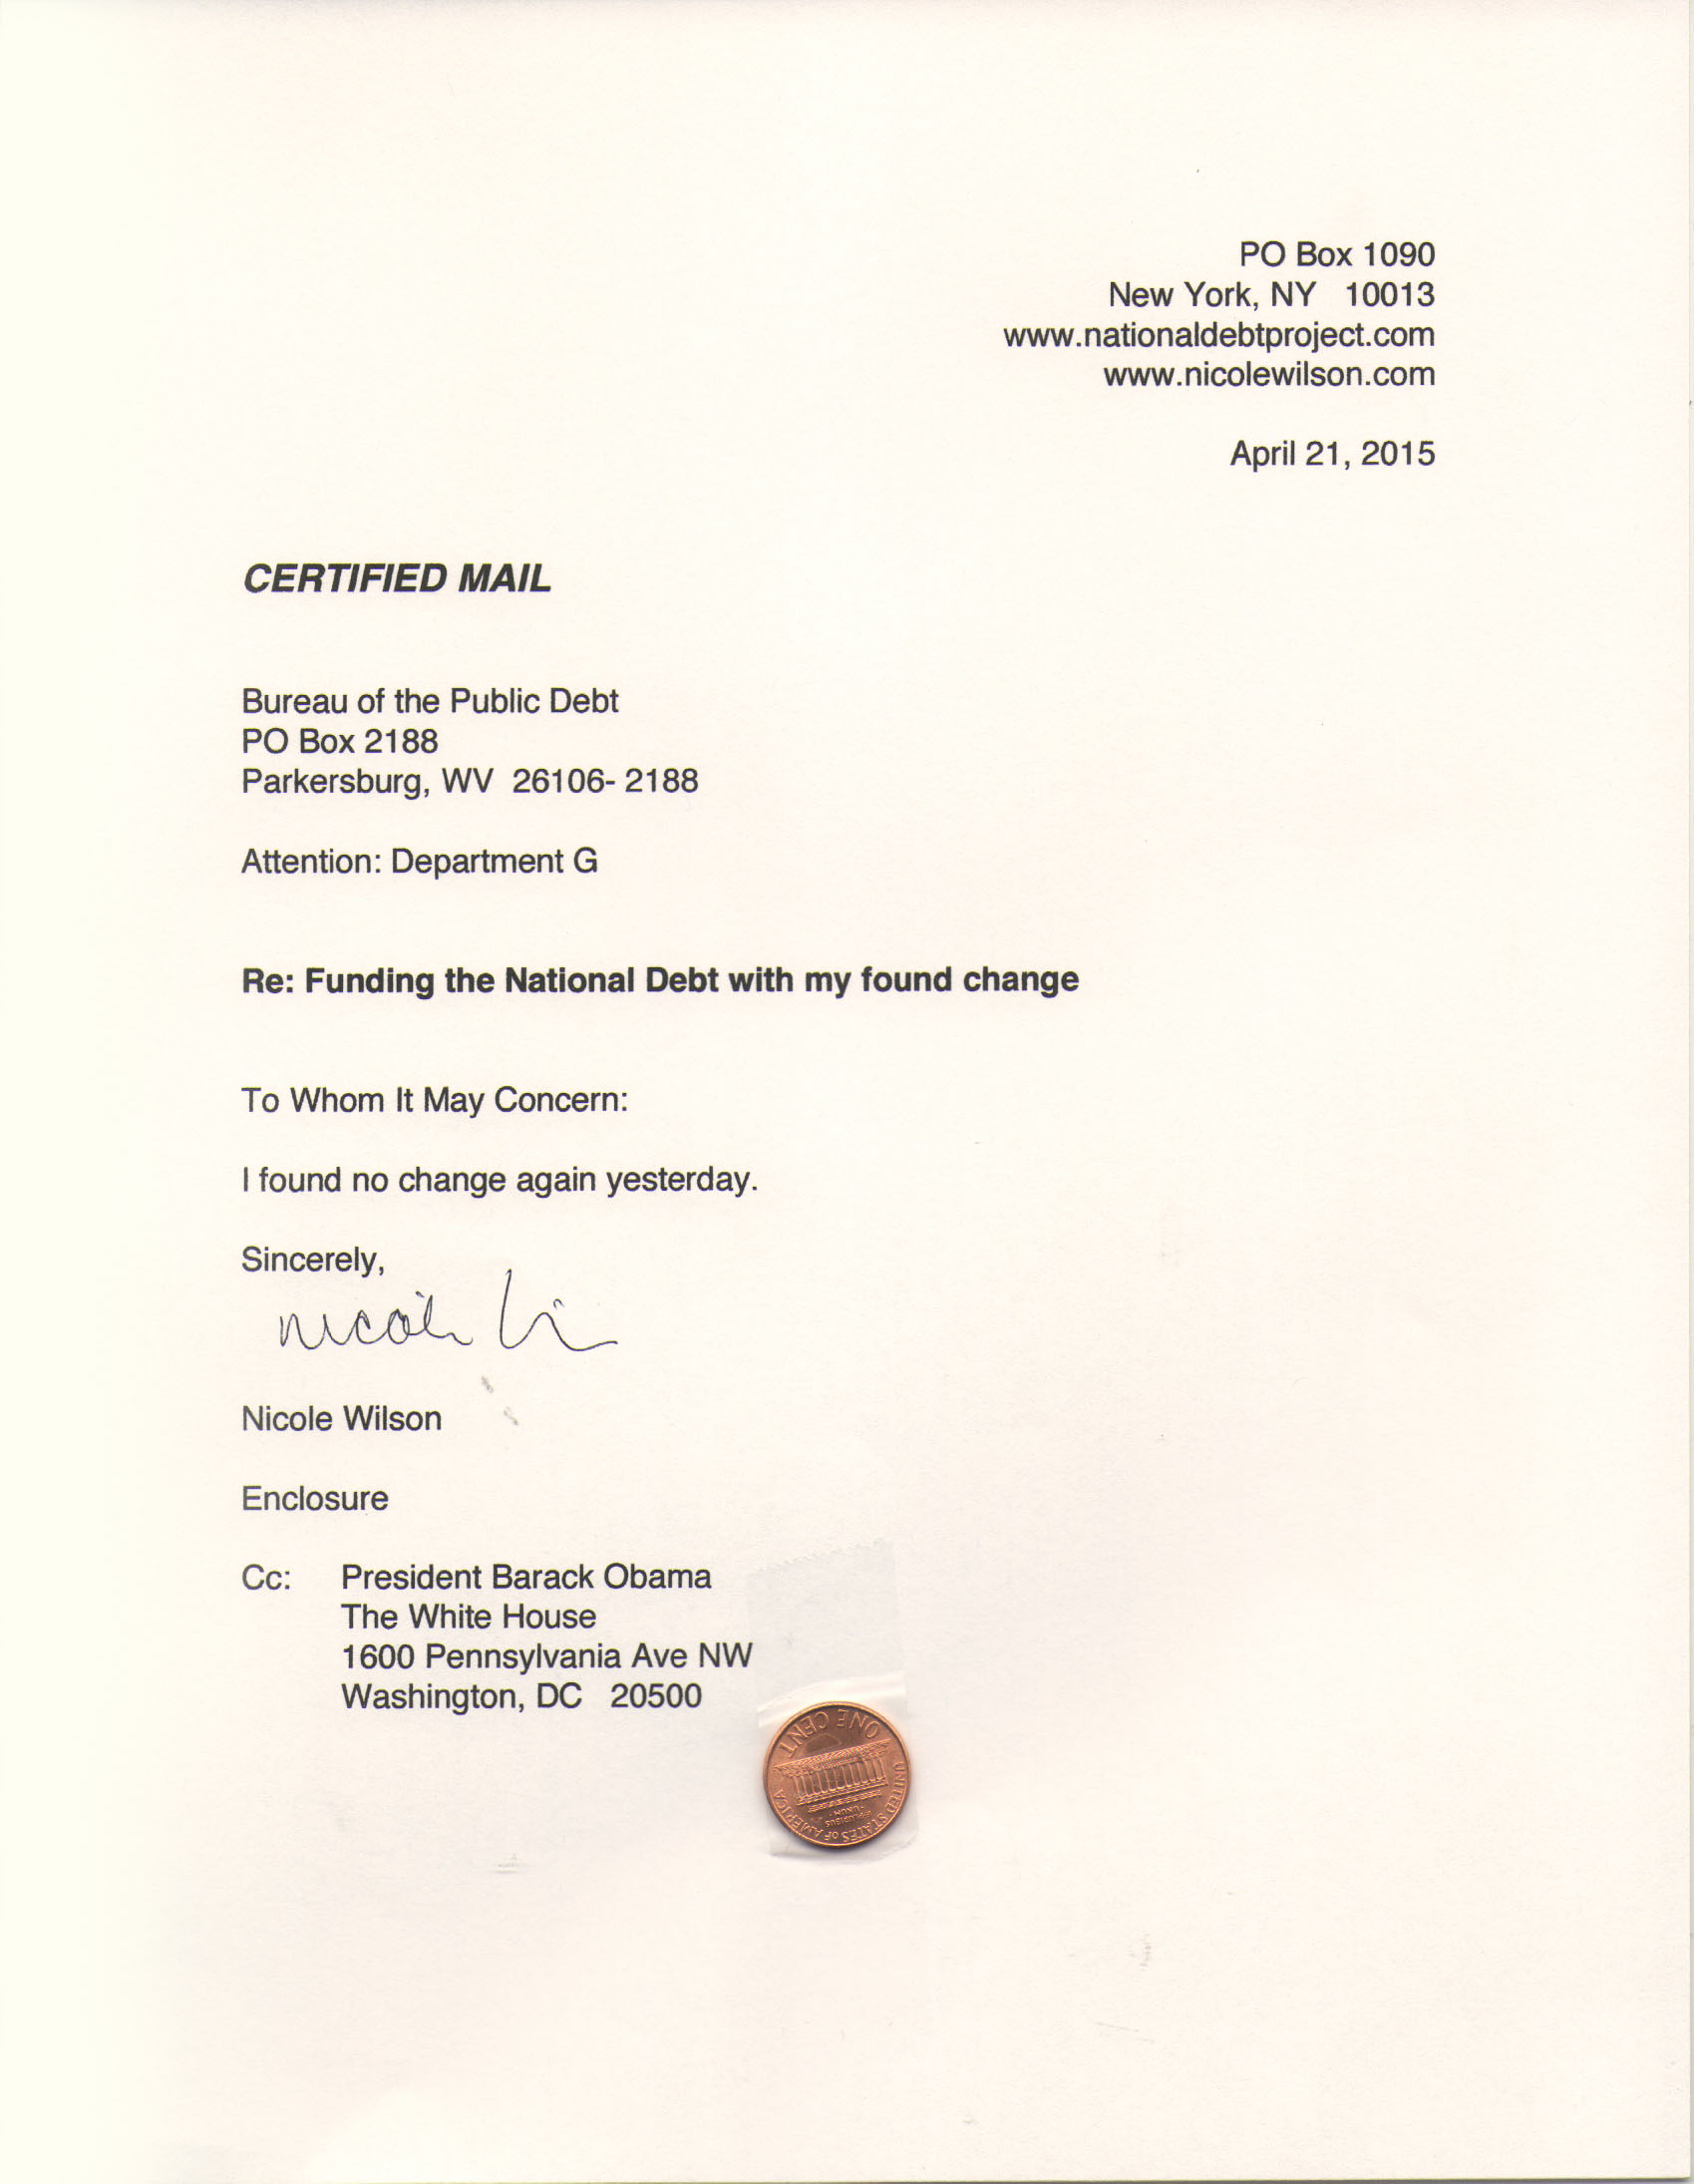 PO Box 1090
New York, NY 10013
www.nationaldebtproject.com
www.nicolewilson.com
April 21, 2015
CERTIFIED MAIL
Bureau of the Public Debt
PO Box 2188
Parkersburg, WV 26106- 2188
Attention: Department G
Re: Funding the National Debt with my found change
To Whom It May Concern:
I found no change again yesterday.
Sincerely,
Nicole Wilson
Enclosure
Cc: President Barack Obama
The White House
1600 Pennsylvania Ave NW
Washington, DC 20500
ONE CENT
E PLURIBUS
UNUM
UNITED STATES OF AMERICA